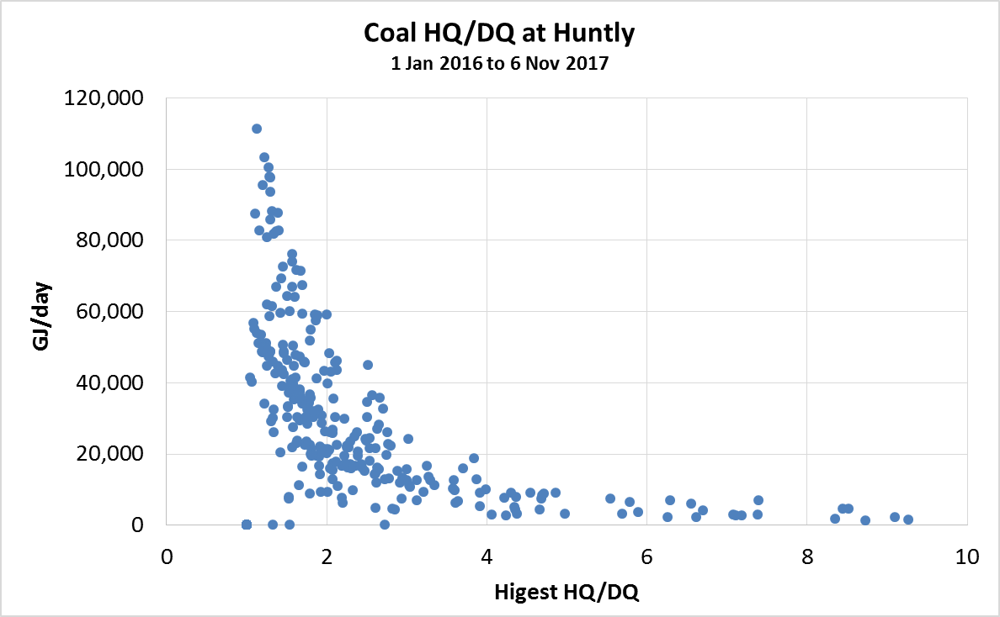 Coal HQ/DQ at Huntly
1 Jan 2016 to 6 Nov 2017
120,000
100,000
80,000
60,000
40,000
20,000
0
GJ/day
0 2 4 6 8 10
Higest HQ/DQ